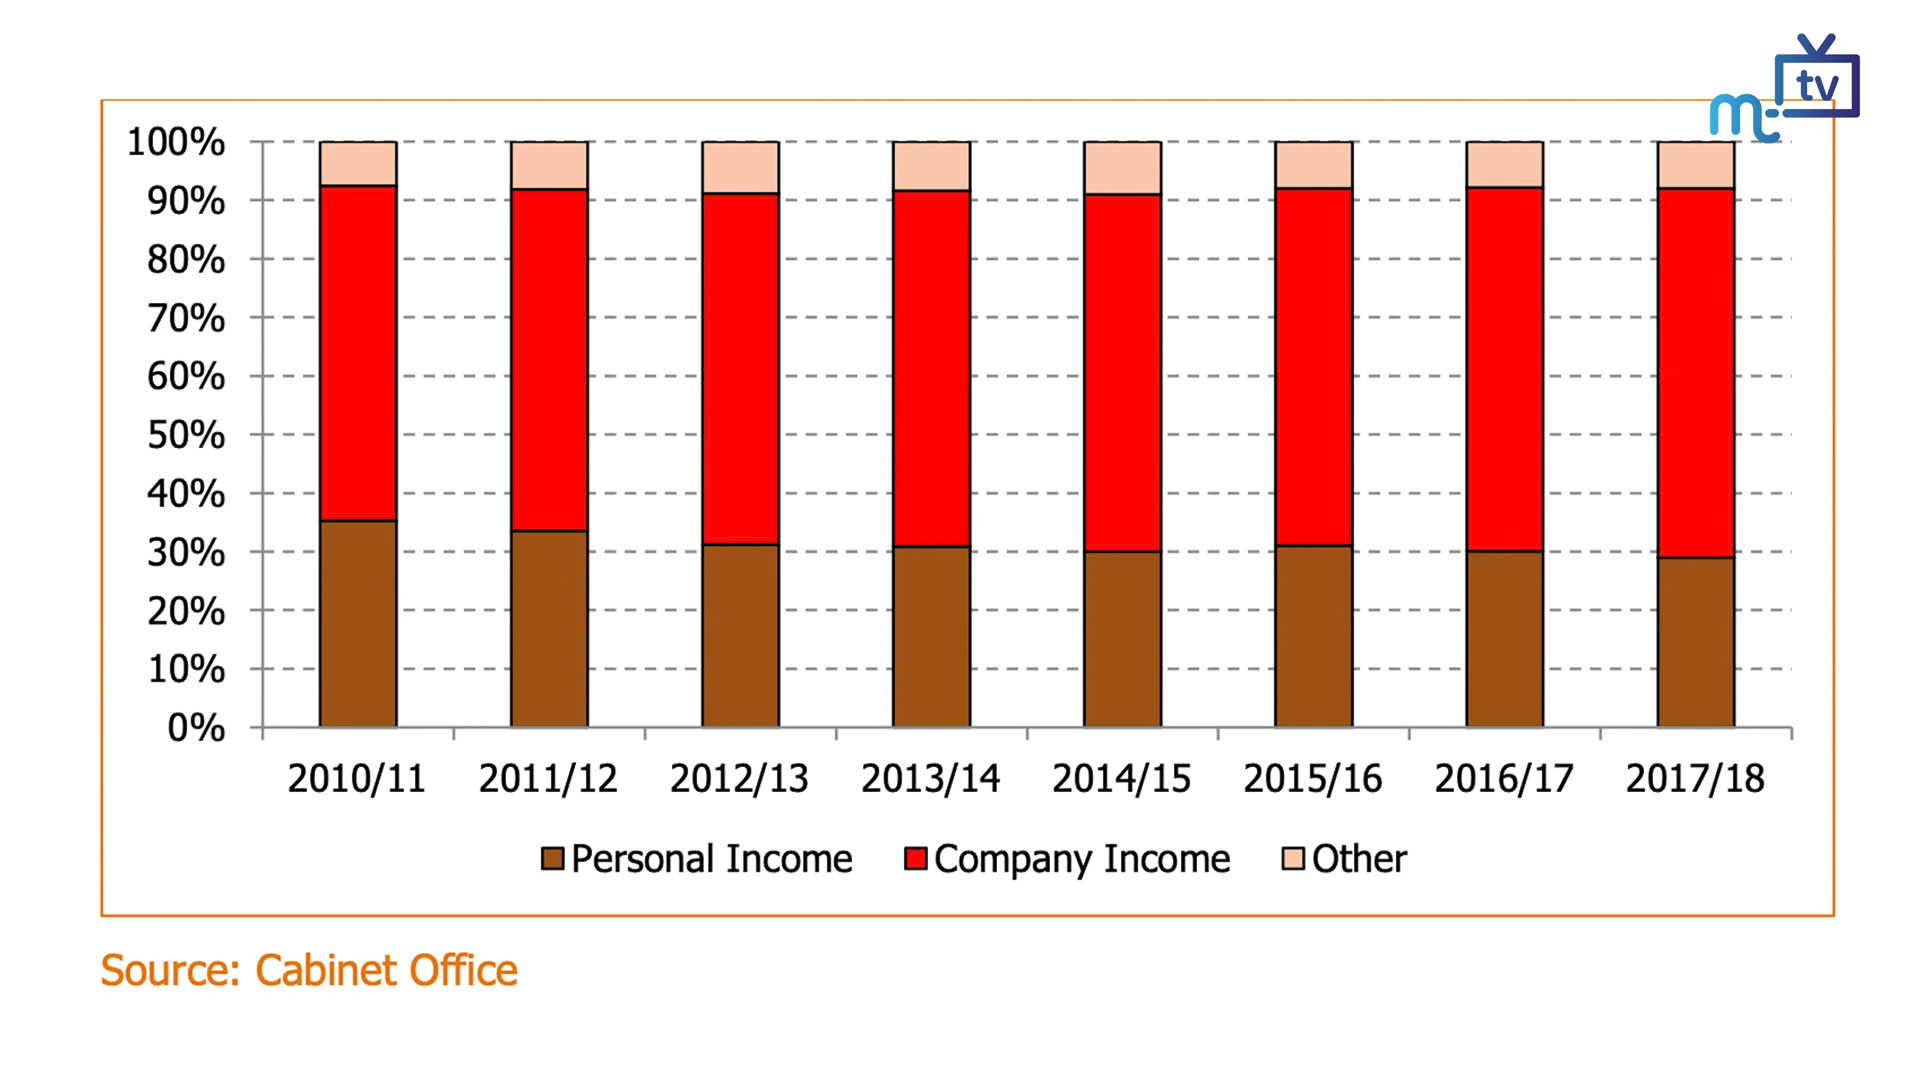 m: tv
100%
90%
80%
70%
60%
50%
40%
30%
20%
10%
0%
2010/11 2011/12 2012/13 2013/14 2014/15 2015/16 2016/17 2017/18
Personal Income Company Income Other
Source: Cabinet Office